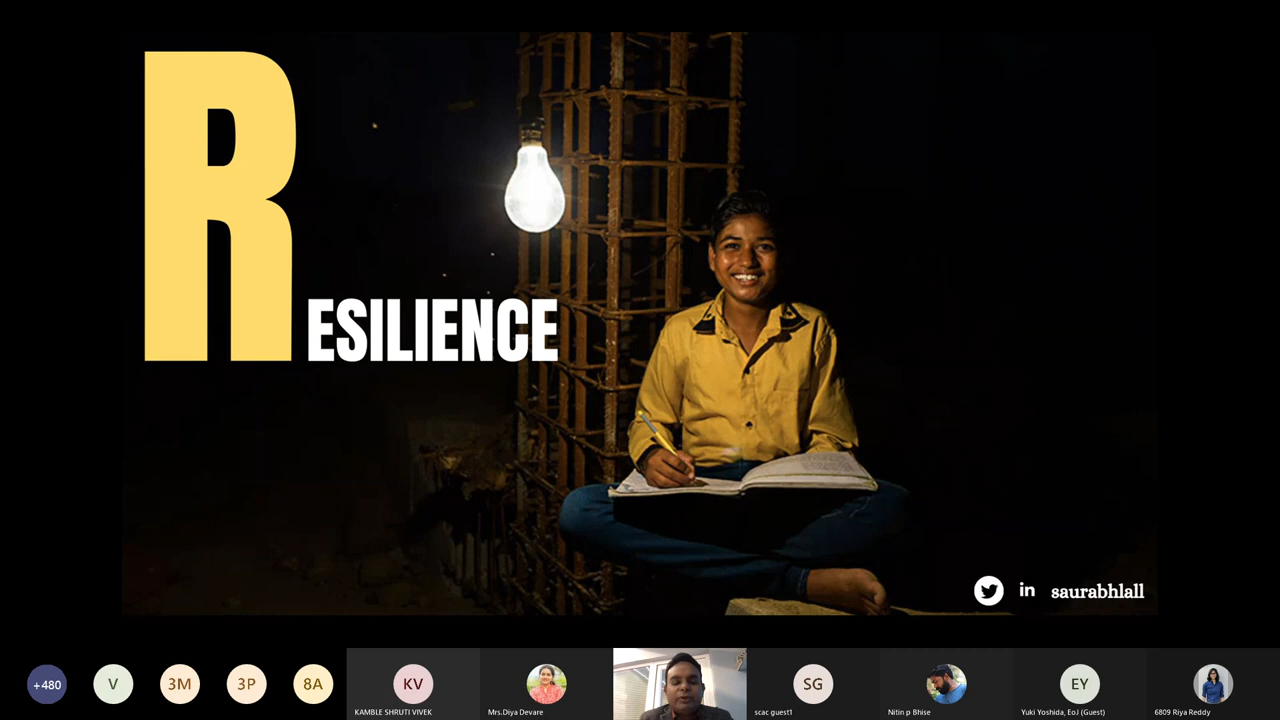 RESILIENCE
in saurabhlall
+480
V
3M
3P
8A
KV
KAMBLE SHRUTI VIVEK
Mrs.Diya Devare
SG
scac guest1
Nitin p Bhise
EY
Yuki Yoshida, EoJ (Guest)
6809 Riya Reddy